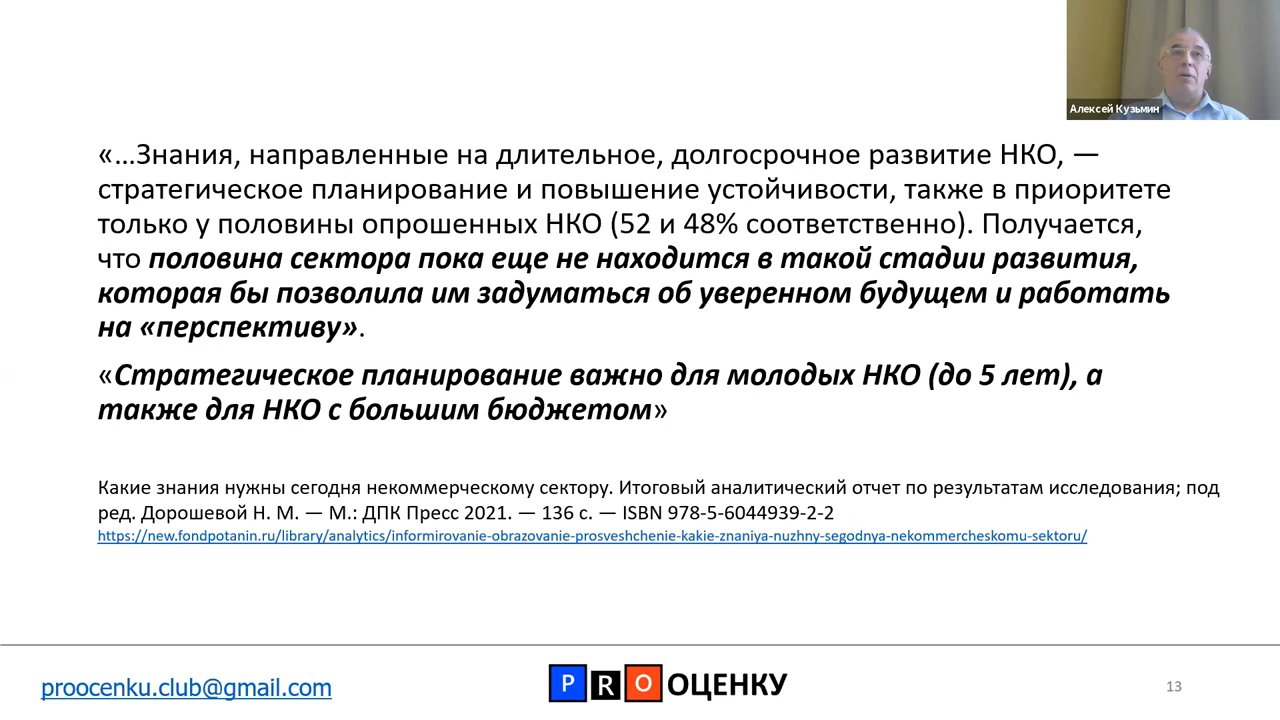 Алексей Кузьмин
«…Знания, направленные на длительное, долгосрочное развитие НКО, —
стратегическое планирование и повышение устойчивости, также в приоритете
только у половины опрошенных НКО (52 и 48% соответственно). Получается,
что половина сектора пока еще не находится в такой стадии развития,
которая бы позволила им задуматься об уверенном будущем и работать
на «перспективу».
«Стратегическое планирование важно для молодых НКО (до 5 лет), а
также для НКО с большим бюджетом»
Какие знания нужны сегодня некоммерческому сектору. Итоговый аналитический отчет по результатам исследования; под
ред. Дорошевой Н. М. — М.: ДПК Пресс 2021. — 136 с. — ISBN 978-5-6044939-2-2
https://new.fondpotanin.ru/library/analytics/informirovanie-obrazovanie-prosveshchenie-kakie-znaniya-nuzhny-segodnya-nekommercheskomu-sektoru/
proocenku.club@gmail.com
PRO ОЦЕНКУ
13